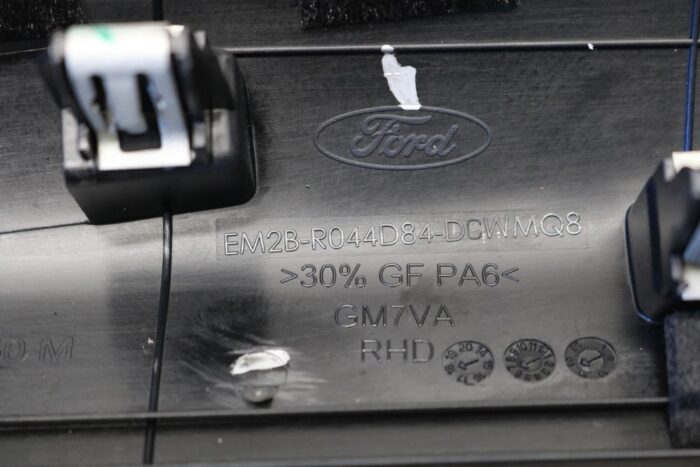 Ford
EM2B-R044D84-DCWMQ8
>30% GF PA6<
GM7VA
RHD